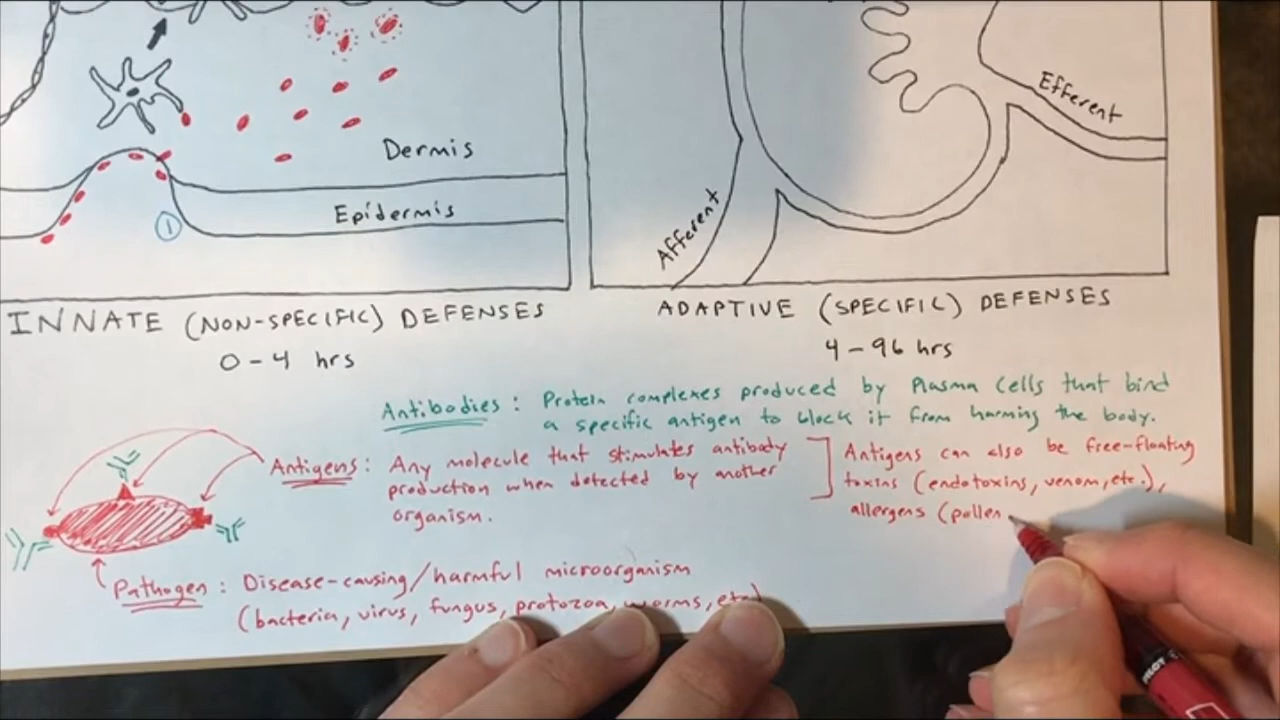 Dermis
Epidermis
1
Efferent
Afferent
INNATE (NON-SPECIFIC) DEFENSES
0-4 hrs
ADAPTIVE (SPECIFIC) DEFENSES
4-96 hrs
Antibodies: Protein complexes produced by Plasma Cells that bind
a specific antigen to block it from harming the body.
Antigens: Any molecule that stimulates antibody
production when detected by another
organism.
Antigens can also be free-floating
toxins (endotoxins, venom, etc.),
allergens (pollen
Pathogen: Disease-causing/harmful microorganism
(bacteria, virus, fungus, protozoa, worms, etc.)
PILOT